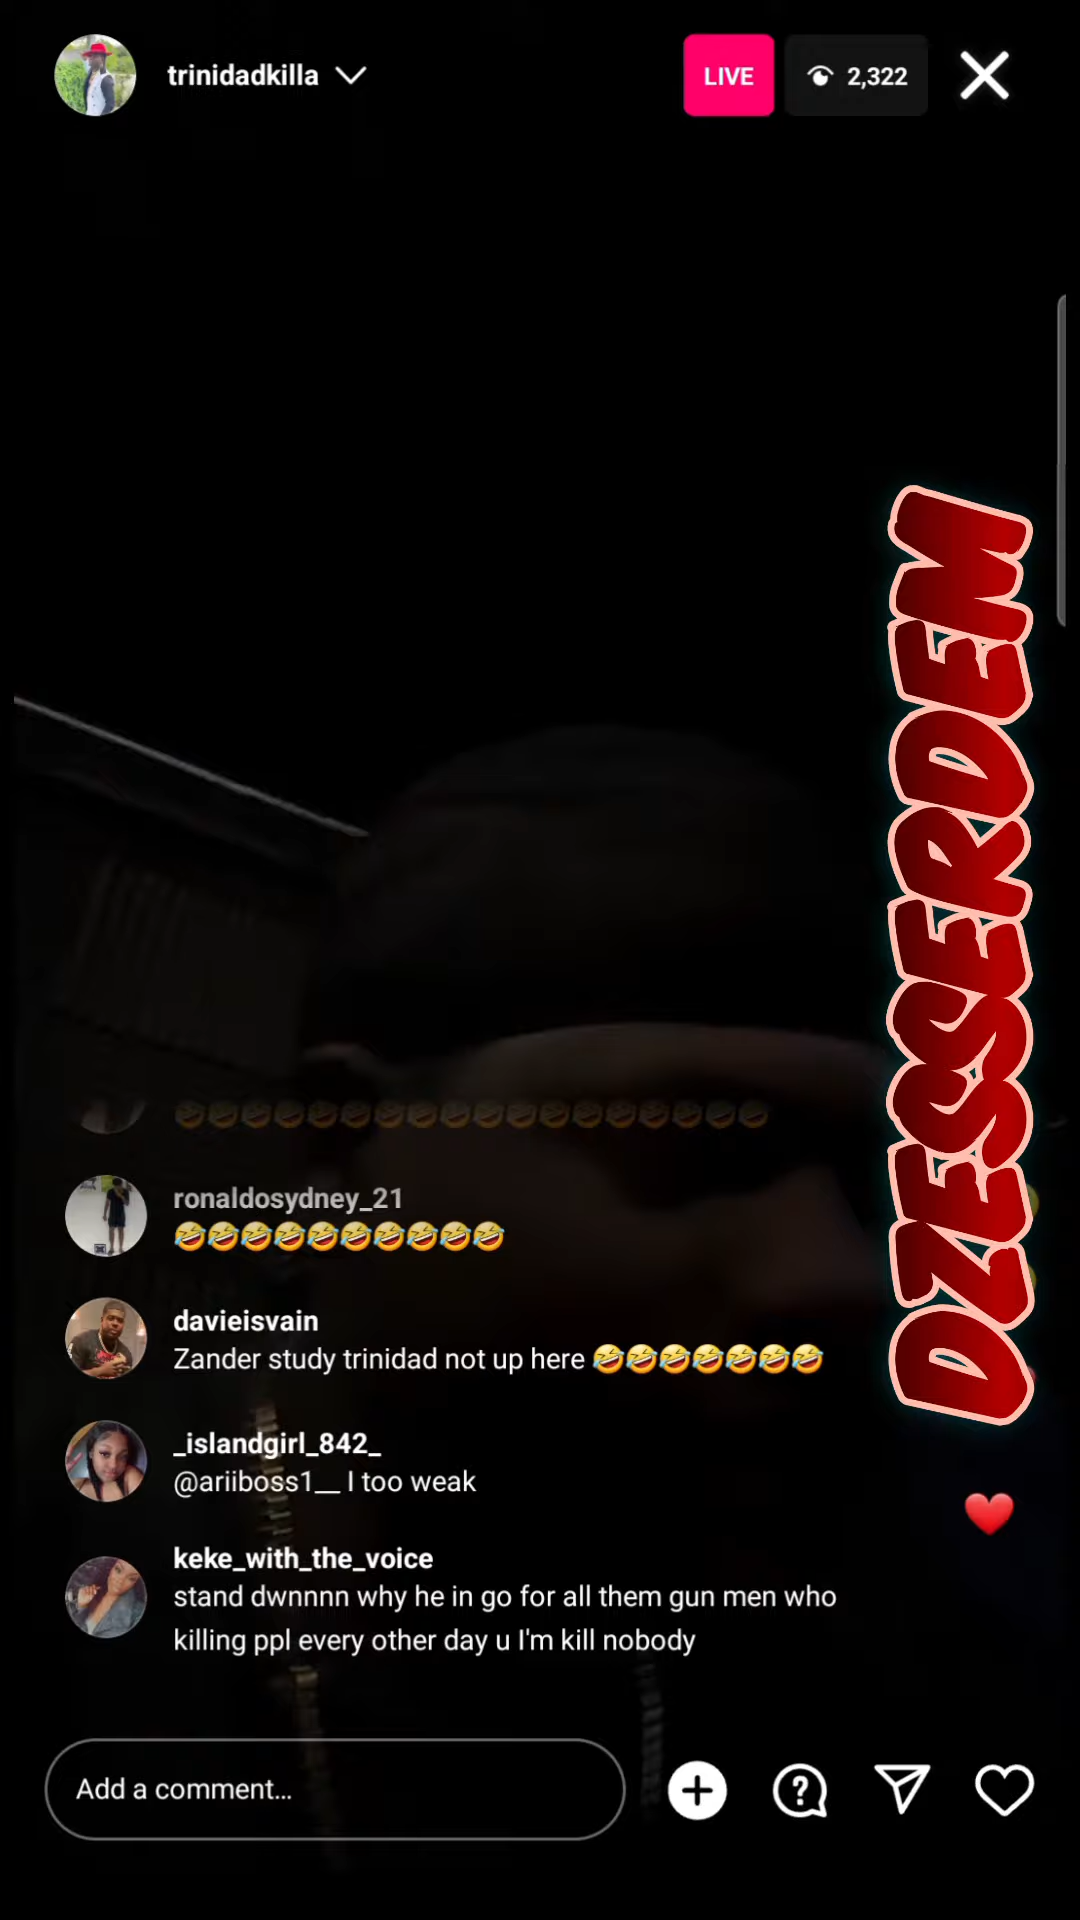 trinidadkilla
LIVE
2,322
DZESSERDEM
🤣🤣🤣🤣🤣🤣🤣🤣🤣🤣🤣🤣🤣🤣🤣🤣🤣🤣
ronaldosydney_21
🤣🤣🤣🤣🤣🤣🤣🤣🤣🤣
davieisvain
Zander study trinidad not up here 🤣🤣🤣🤣🤣🤣🤣
_islandgirl_842_
@ariiboss1__ I too weak
keke_with_the_voice
stand dwnnnn why he in go for all them gun men who
killing ppl every other day u I'm kill nobody
Add a comment...